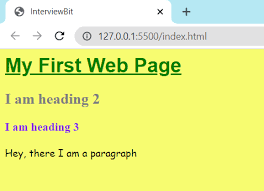 InterviewBit
127.0.0.1:5500/index.html
My First Web Page
I am heading 2
I am heading 3
Hey, there I am a paragraph